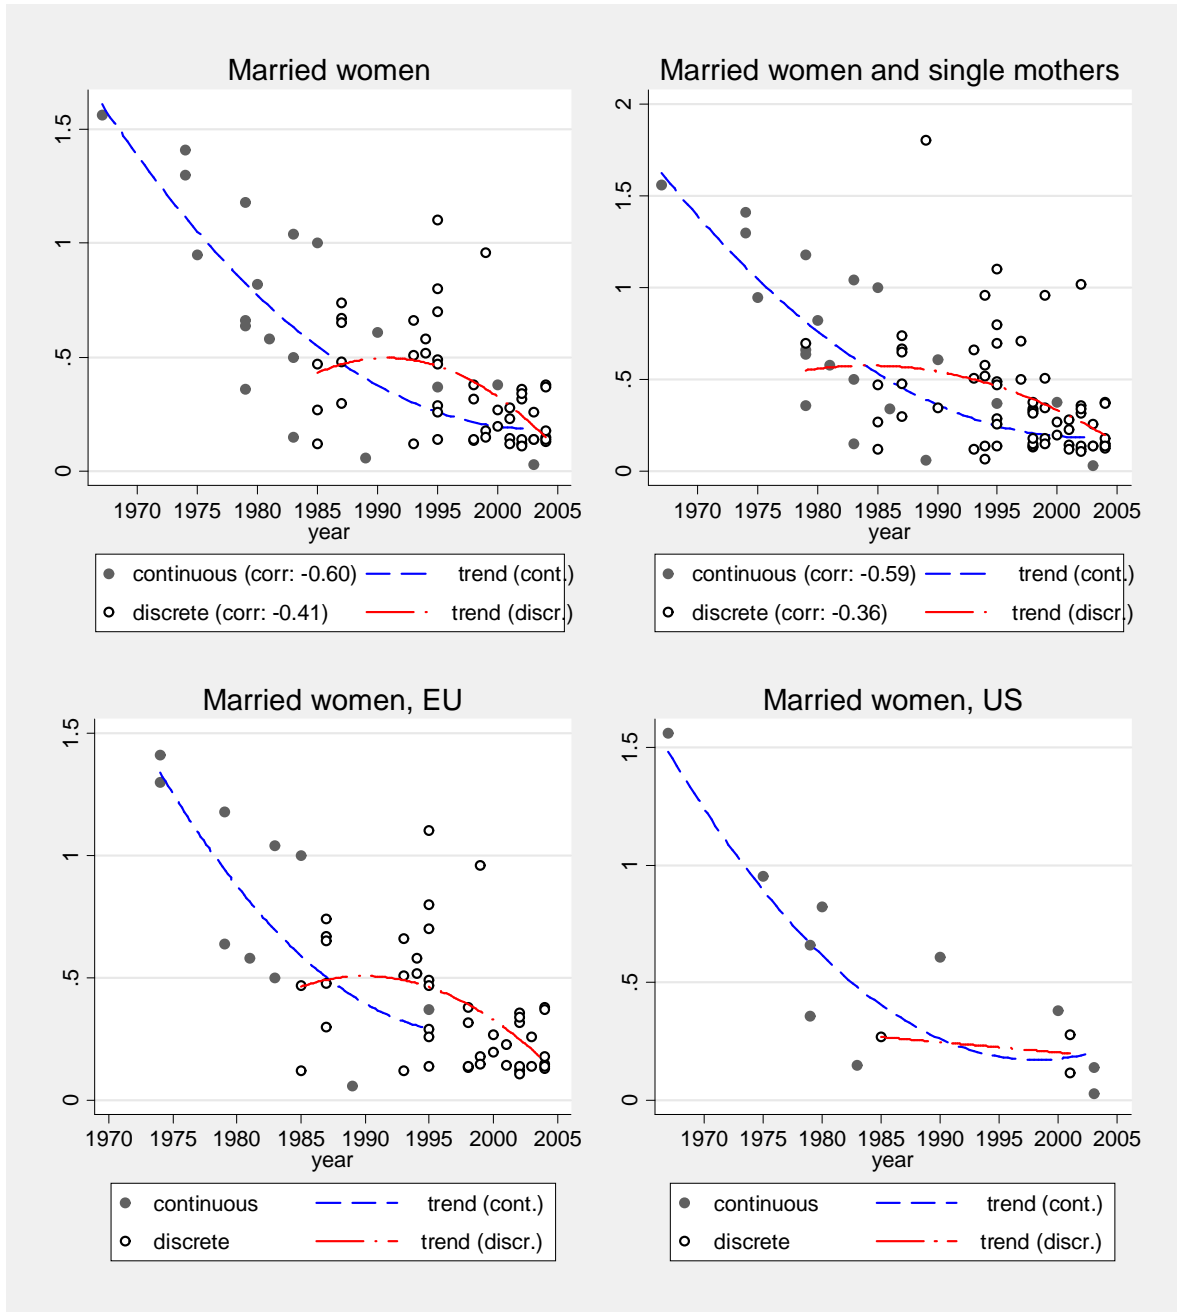 Married women
0 .5 1 1.5
1970 1975 1980 1985 1990 1995 2000 2005
year
continuous (corr: -0.60) trend (cont.)
discrete (corr: -0.41) trend (discr.)
Married women and single mothers
0 .5 1 1.5 2
1970 1975 1980 1985 1990 1995 2000 2005
year
continuous (corr: -0.59) trend (cont.)
discrete (corr: -0.36) trend (discr.)
Married women, EU
0 .5 1 1.5
1970 1975 1980 1985 1990 1995 2000 2005
year
continuous trend (cont.)
discrete trend (discr.)
Married women, US
0 .5 1 1.5
1970 1975 1980 1985 1990 1995 2000 2005
year
continuous trend (cont.)
discrete trend (discr.)